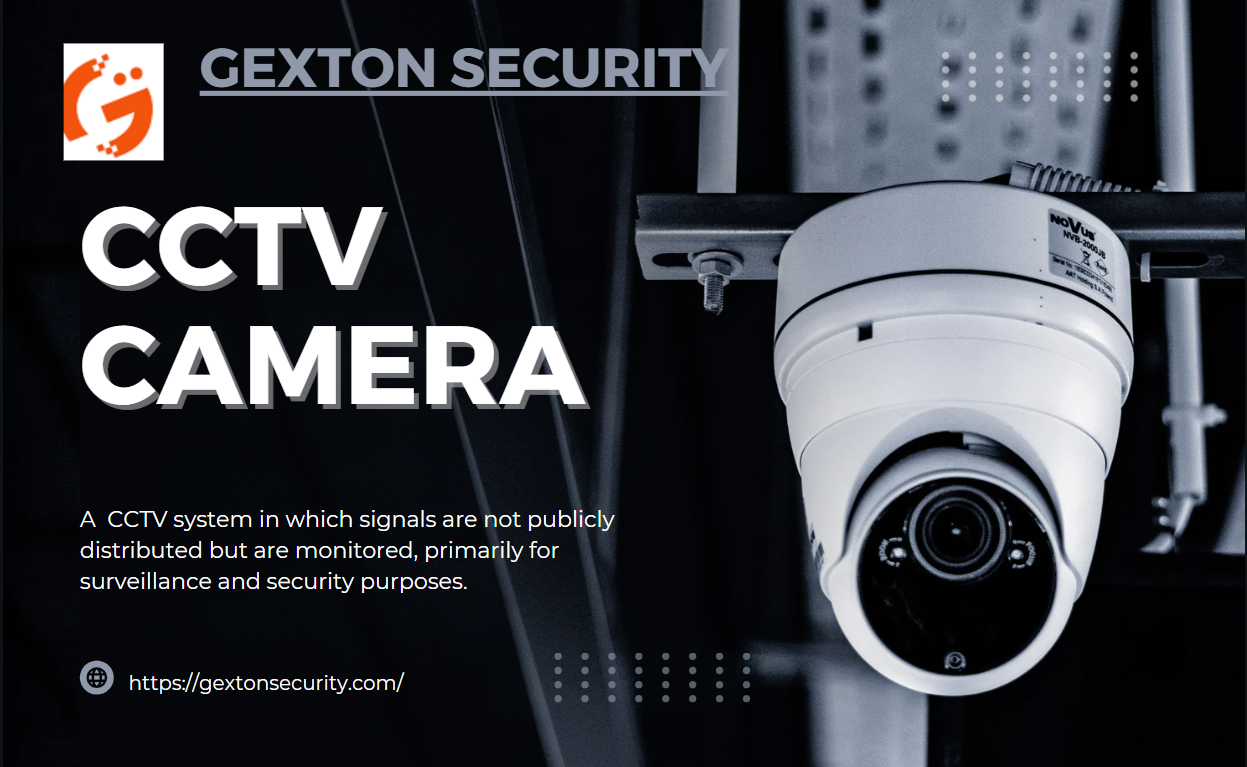 GEXTON SECURITY
CCTV
CAMERA
NOVUS
NVB-2000JB
A  CCTV system in which signals are not publicly
distributed but are monitored, primarily for
surveillance and security purposes.
https://gextonsecurity.com/